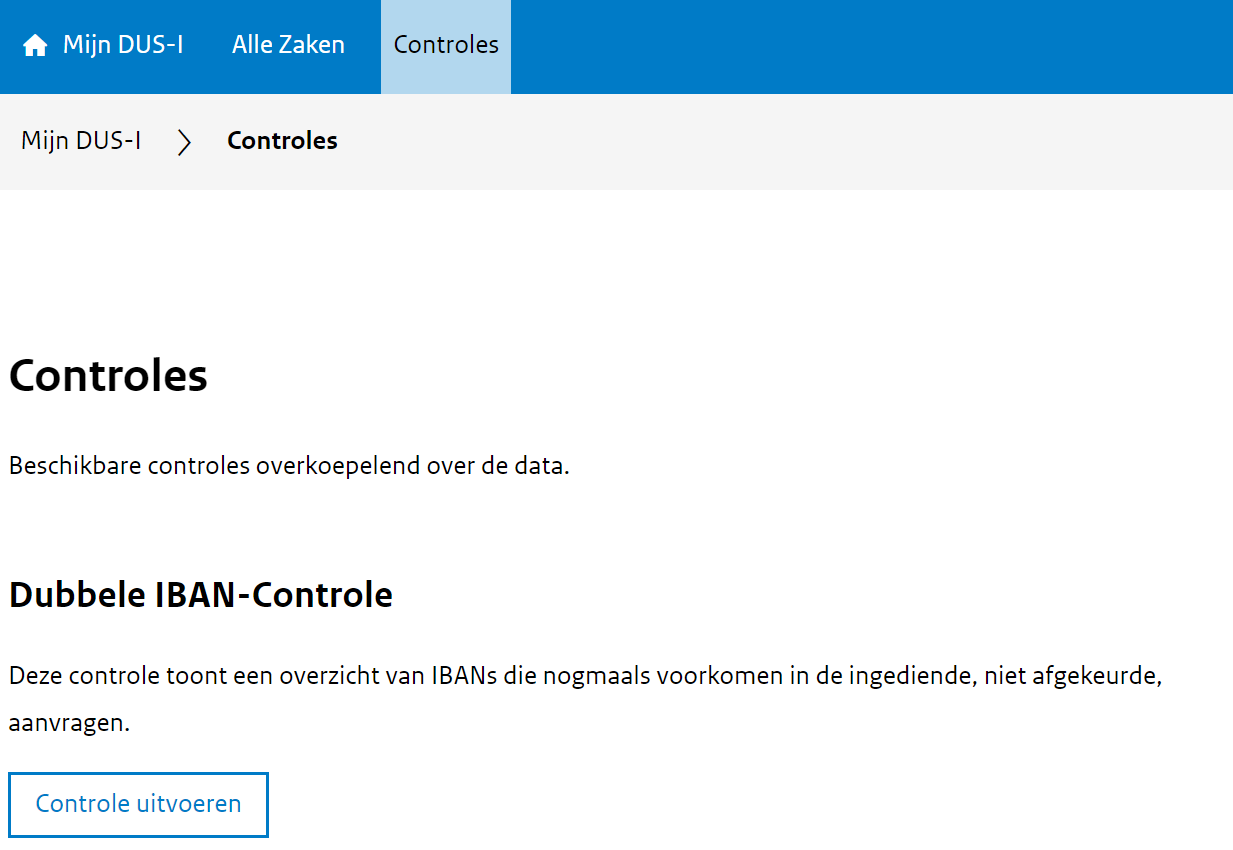 Mijn DUS-I Alle Zaken Controles
Mijn DUS-I Controles
Controles
Beschikbare controles overkoepelend over de data.
Dubbele IBAN-Controle
Deze controle toont een overzicht van IBANs die nogmaals voorkomen in de ingediende, niet afgekeurde,
aanvragen.
Controle uitvoeren